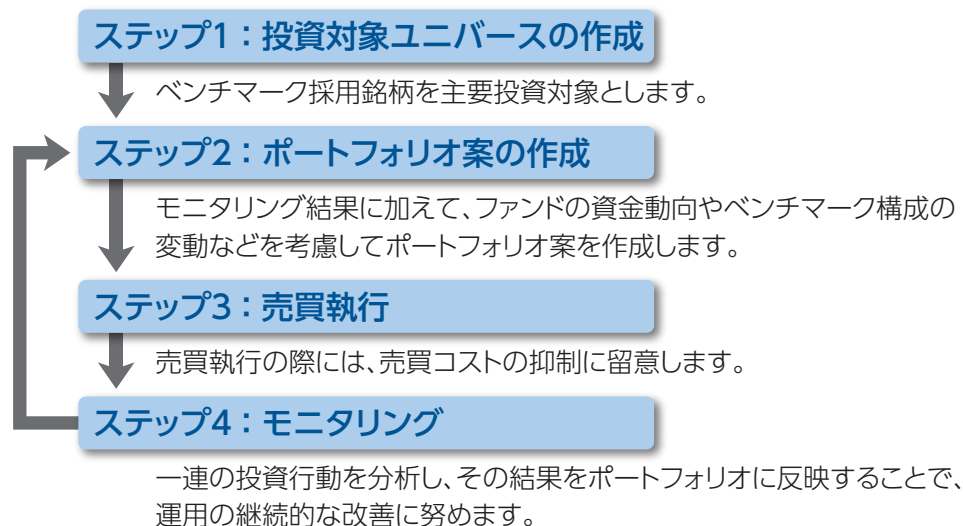 ステップ1：投資対象ユニバースの作成
ベンチマーク採用銘柄を主要投資対象とします。
ステップ2：ポートフォリオ案の作成
モニタリング結果に加えて、ファンドの資金動向やベンチマーク構成の
変動などを考慮してポートフォリオ案を作成します。
ステップ3：売買執行
売買執行の際には、売買コストの抑制に留意します。
ステップ4：モニタリング
一連の投資行動を分析し、その結果をポートフォリオに反映することで、
運用の継続的な改善に努めます。